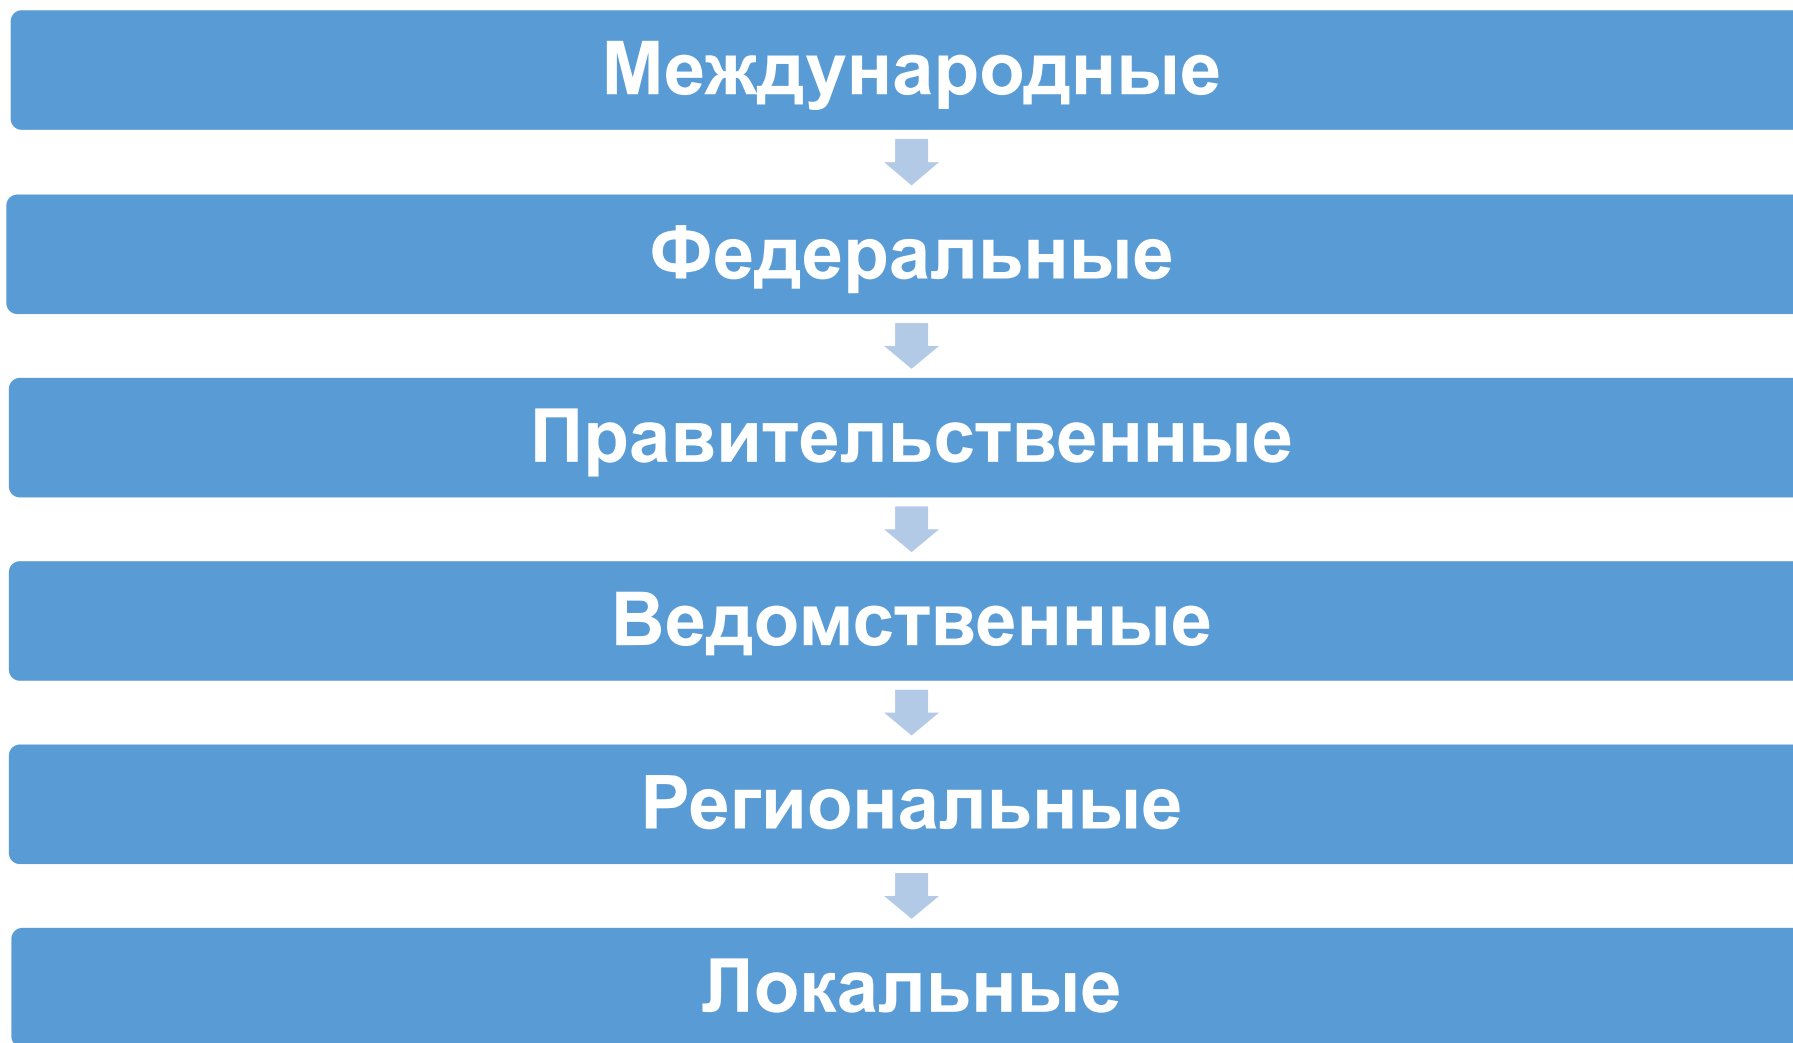 Международные
Федеральные
Правительственные
Ведомственные
Региональные
Локальные